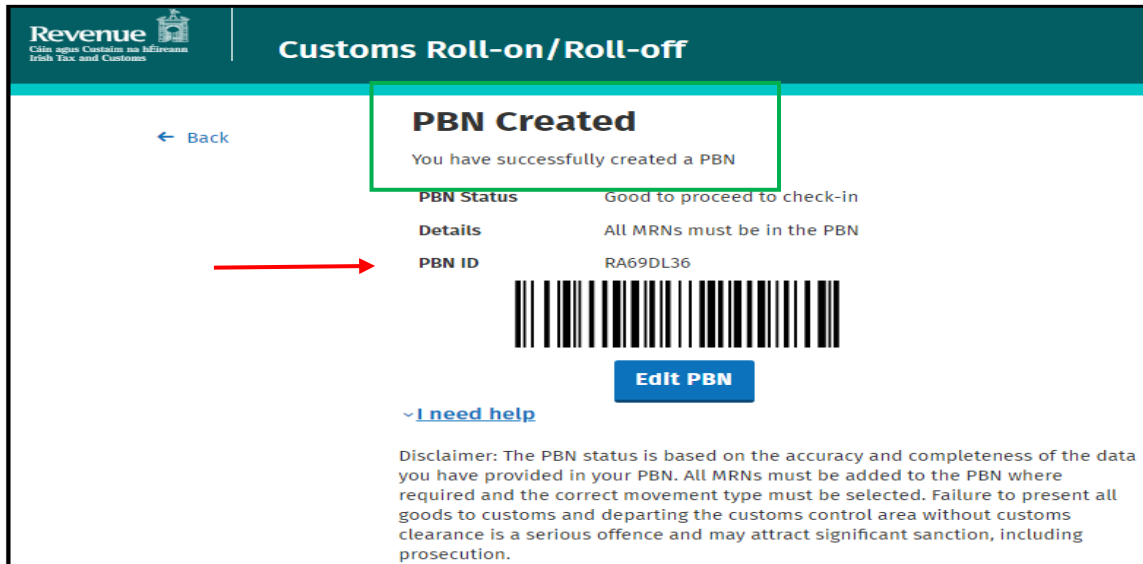 Revenue
Cáin agus Custaim na hÉireann
Irish Tax and Customs
Customs Roll-on/Roll-off
← Back
PBN Created
You have successfully created a PBN
PBN Status Good to proceed to check-in
Details All MRNs must be in the PBN
PBN ID RA69DL36
Edit PBN
I need help
Disclaimer: The PBN status is based on the accuracy and completeness of the data
you have provided in your PBN. All MRNs must be added to the PBN where
required and the correct movement type must be selected. Failure to present all
goods to customs and departing the customs control area without customs
clearance is a serious offence and may attract significant sanction, including
prosecution.